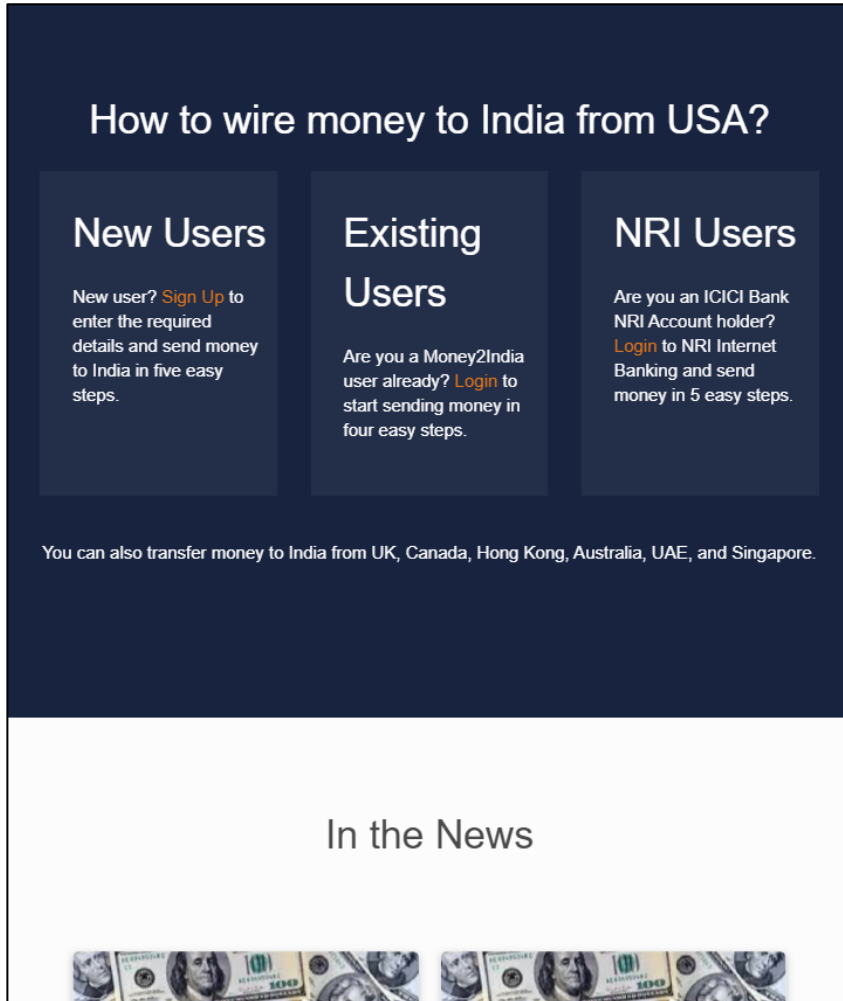 How to wire money to India from USA?
New Users
New user? Sign Up to
enter the required
details and send money
to India in five easy
steps.
Existing
Users
Are you a Money2India
user already? Login to
start sending money in
four easy steps.
NRI Users
Are you an ICICI Bank
NRI Account holder?
Login to NRI Internet
Banking and send
money in 5 easy steps.
You can also transfer money to India from UK, Canada, Hong Kong, Australia, UAE, and Singapore.
In the News
100
100